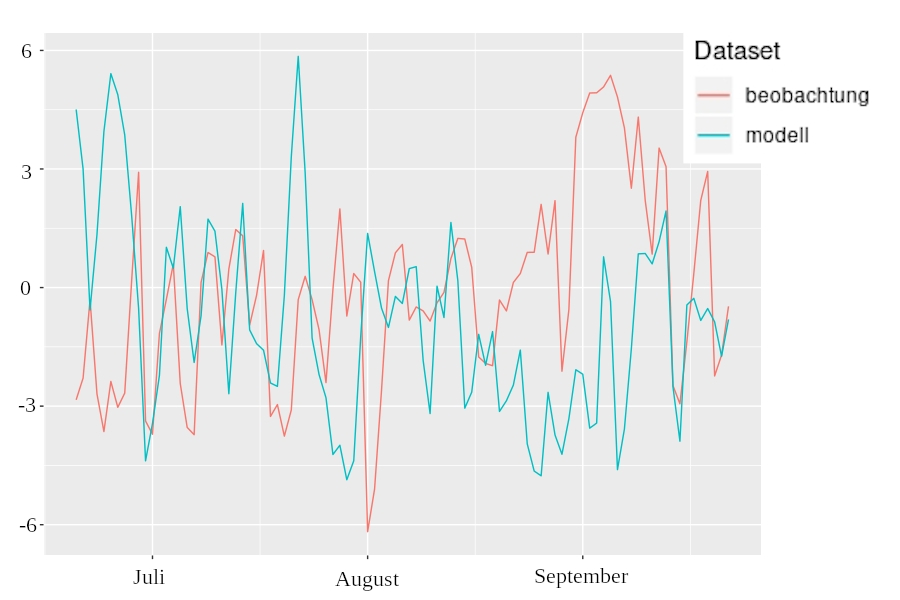 Dataset
beobachtung
modell
6
3
0
-3
-6
Juli
August
September